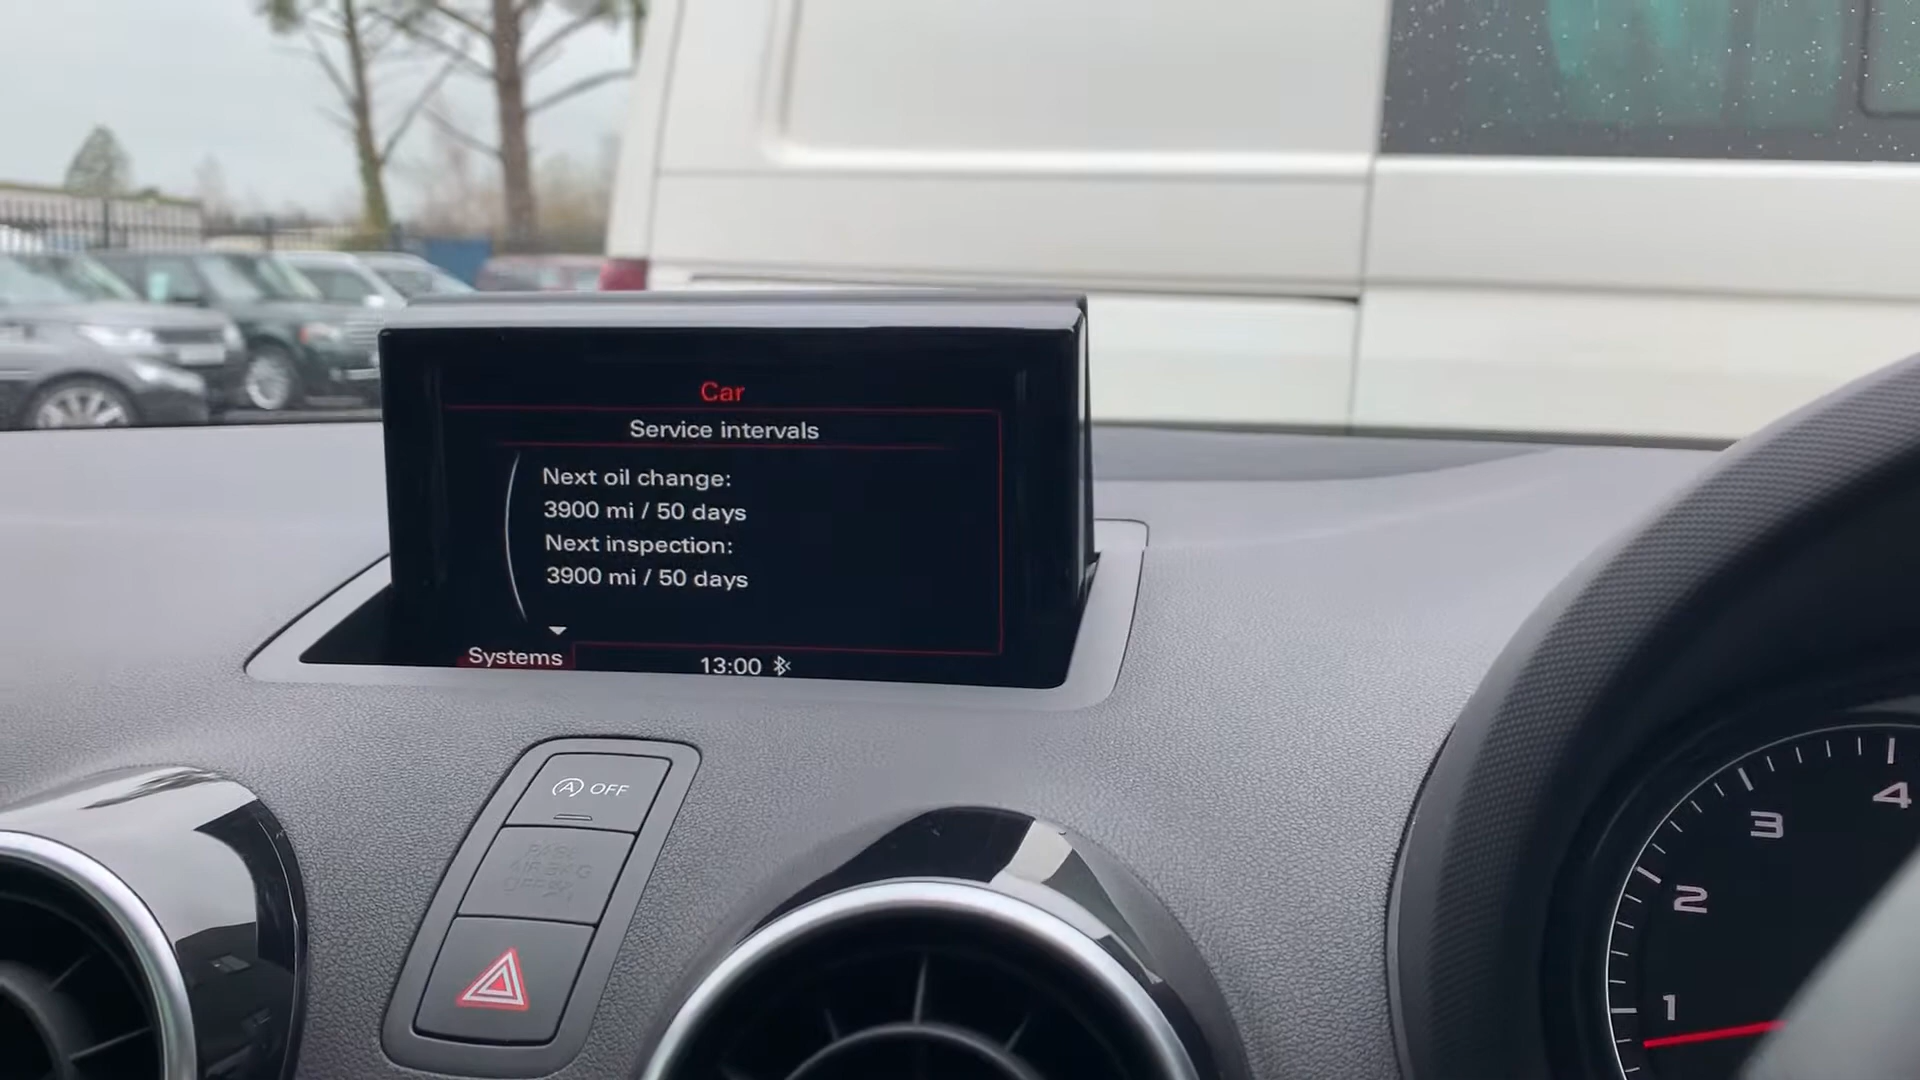 Car
Service intervals
Next oil change:
3900 mi / 50 days
Next inspection:
3900 mi / 50 days
Systems
13:00
A OFF
1
2
3
4